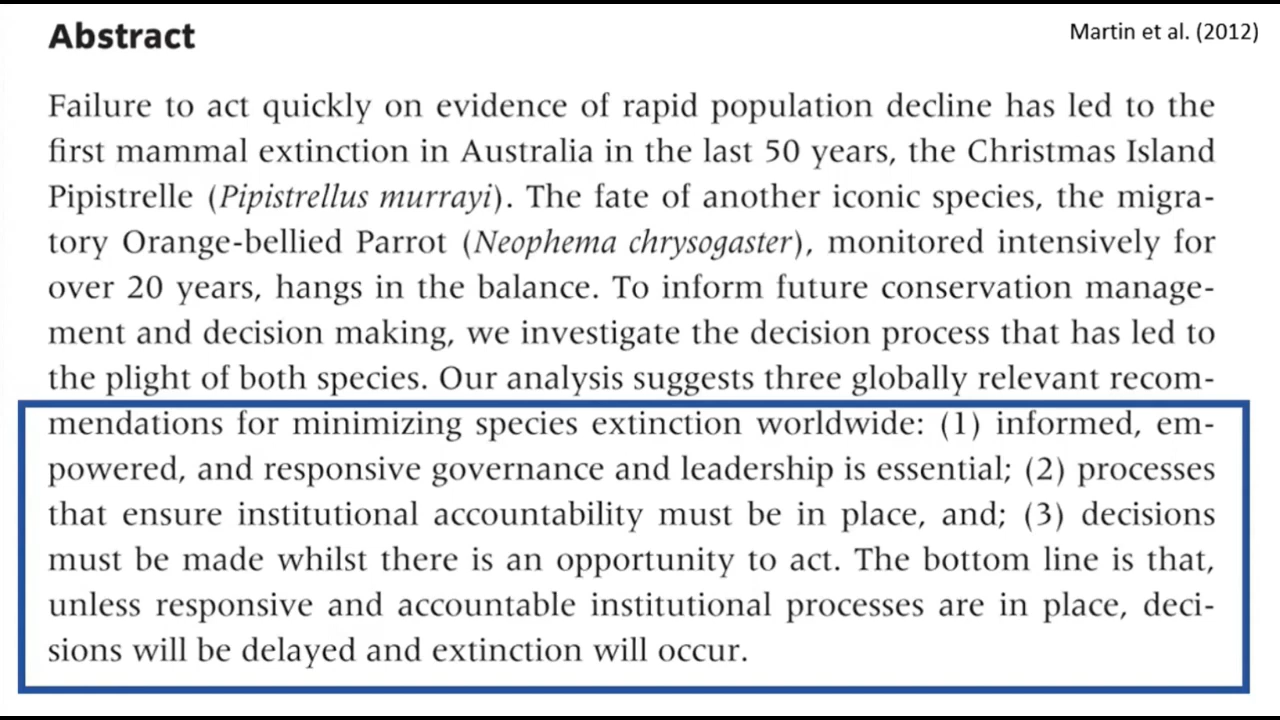 Abstract
Martin et al. (2012)
Failure to act quickly on evidence of rapid population decline has led to the
first mammal extinction in Australia in the last 50 years, the Christmas Island
Pipistrelle (Pipistrellus murrayi). The fate of another iconic species, the migra-
tory Orange-bellied Parrot (Neophema chrysogaster), monitored intensively for
over 20 years, hangs in the balance. To inform future conservation manage-
ment and decision making, we investigate the decision process that has led to
the plight of both species. Our analysis suggests three globally relevant recom-
mendations for minimizing species extinction worldwide: (1) informed, em-
powered, and responsive governance and leadership is essential; (2) processes
that ensure institutional accountability must be in place, and; (3) decisions
must be made whilst there is an opportunity to act. The bottom line is that,
unless responsive and accountable institutional processes are in place, deci-
sions will be delayed and extinction will occur.